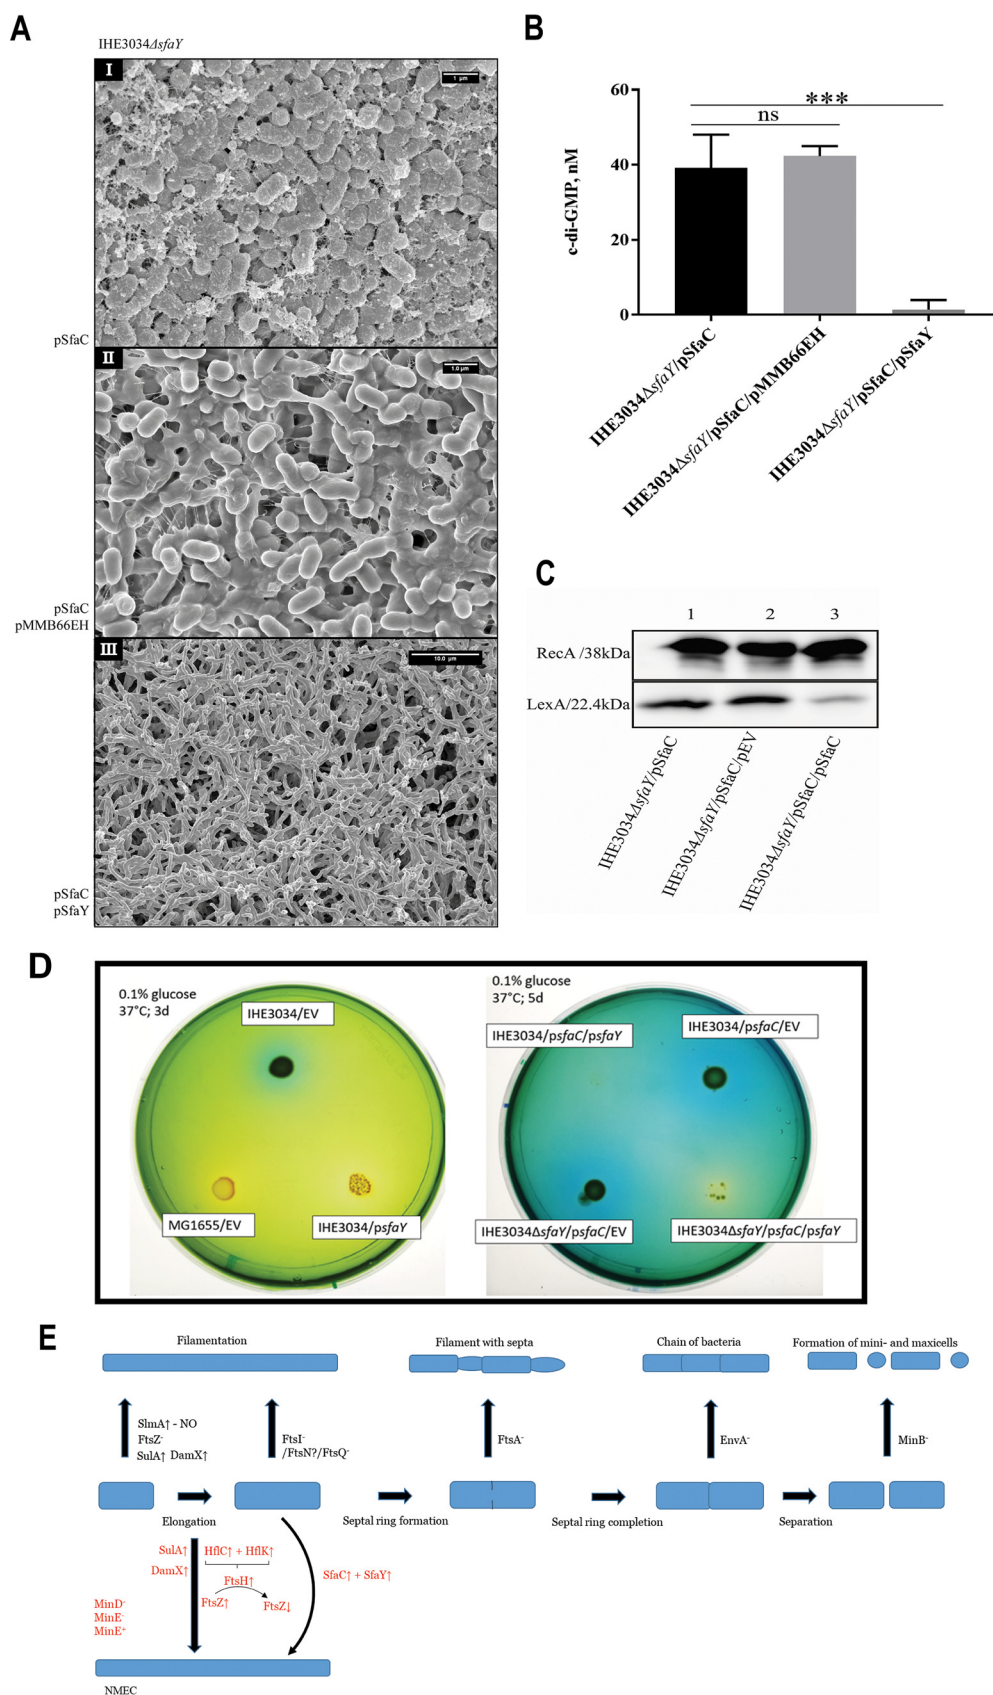 A
IHE3034ΔsfaY
I
1 µm
pSfaC
II
1.0 µm
pSfaC
pMMB66EH
III
10.0 µm
pSfaC
pSfaY
B
c-di-GMP, nM
60
40
20
0
***
ns
IHE3034ΔsfaY/pSfaC
IHE3034ΔsfaY/pSfaC/pMMB66EH
IHE3034ΔsfaY/pSfaC/pSfaY
C
1 2 3
RecA /38kDa
LexA/22.4kDa
IHE3034ΔsfaY/pSfaC
IHE3034ΔsfaY/pSfaC/pEV
IHE3034ΔsfaY/pSfaC/pSfaC
D
0.1% glucose
37°C; 3d
IHE3034/EV
MG1655/EV
IHE3034/psfaY
0.1% glucose
37°C; 5d
IHE3034/psfaC/psfaY
IHE3034/psfaC/EV
IHE3034ΔsfaY/psfaC/EV
IHE3034ΔsfaY/psfaC/psfaY
E
Filamentation
Filament with septa
Chain of bacteria
Formation of mini- and maxicells
SlmA↑ - NO
FtsZ⁻
SulA↑ DamX↑
FtsI⁻
/FtsN?/FtsQ⁻
FtsA⁻
EnvA⁻
MinB⁻
Elongation
Septal ring formation
Septal ring completion
Separation
SulA↑
DamX↑
HflC↑ + HflK↑
FtsH↑
FtsZ↑
FtsZ↓
SfaC↑ + SfaY↑
MinD⁻
MinE⁻
MinE⁺
NMEC